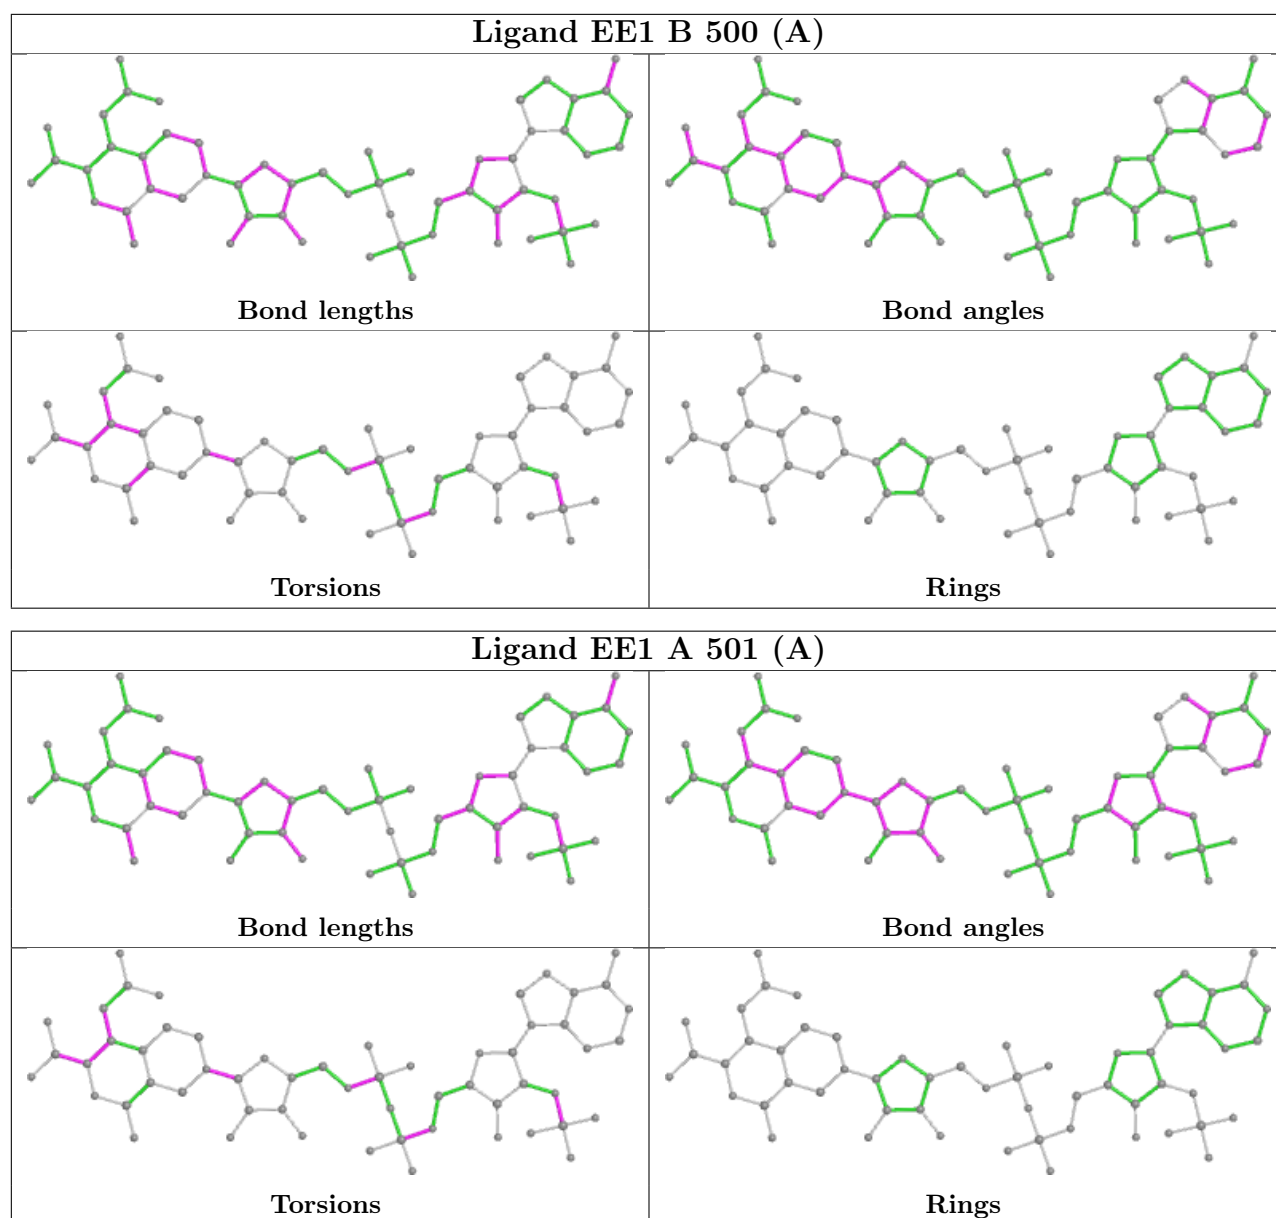 Ligand EE1 B 500 (A)
Bond lengths
Bond angles
Torsions
Rings
Ligand EE1 A 501 (A)
Bond lengths
Bond angles
Torsions
Rings